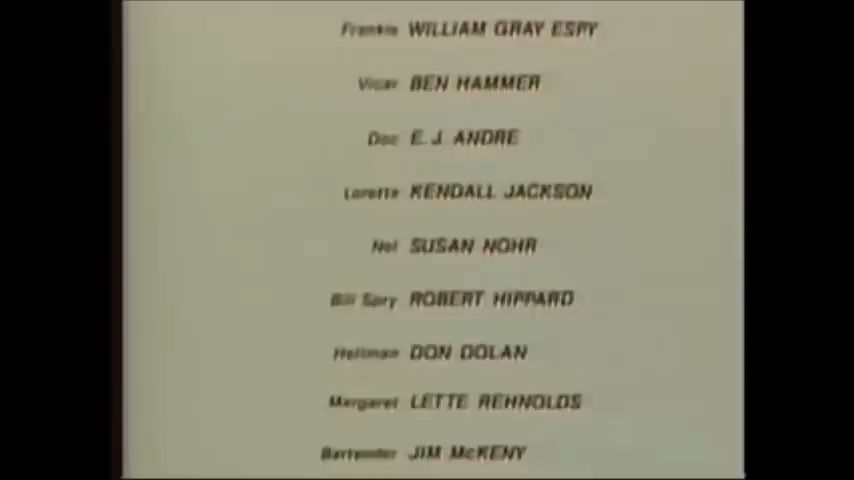 Frankie WILLIAM GRAY ESPY
Vicar BEN HAMMER
Doc E. J. ANDRE
Loretta KENDALL JACKSON
Nel SUSAN NOHR
Bill Spry ROBERT HIPPARD
Hellman DON DOLAN
Margaret LETTE REHNOLDS
Bartender JIM McKENY